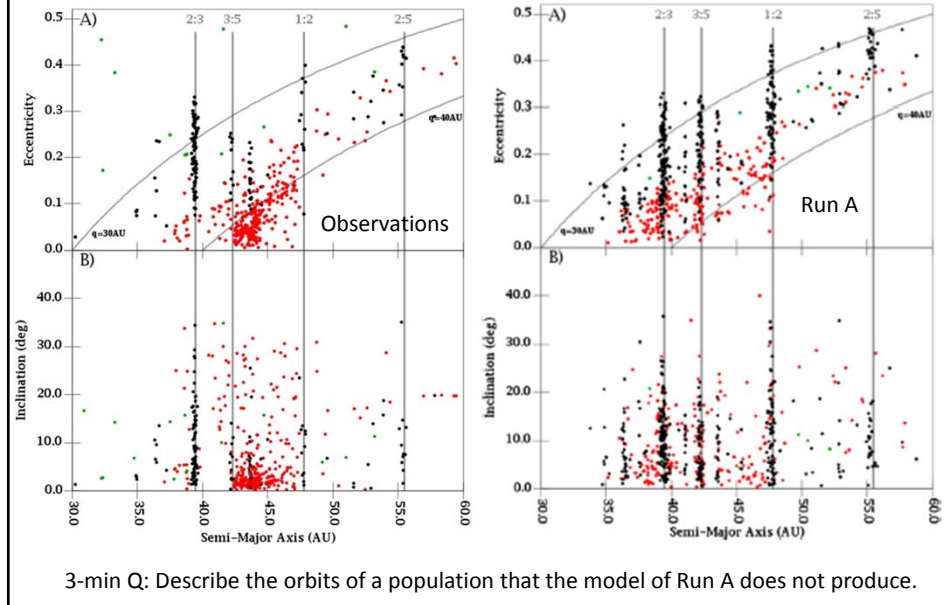 2:3 3:5 1:2 2:5
A)
0.5
0.4
0.3
0.2
0.1
0.0
Eccentricity
q=30AU
q=40AU
Observations
B)
40.0
30.0
20.0
10.0
0.0
Inclination (deg)
30.0 35.0 40.0 45.0 50.0 55.0 60.0
Semi-Major Axis (AU)
2:3 3:5 1:2 2:5
A)
0.5
0.4
0.3
0.2
0.1
0.0
Eccentricity
q=30AU
q=40AU
Run A
B)
40.0
30.0
20.0
10.0
0.0
Inclination (deg)
30.0 35.0 40.0 45.0 50.0 55.0 60.0
Semi-Major Axis (AU)
3-min Q: Describe the orbits of a population that the model of Run A does not produce.